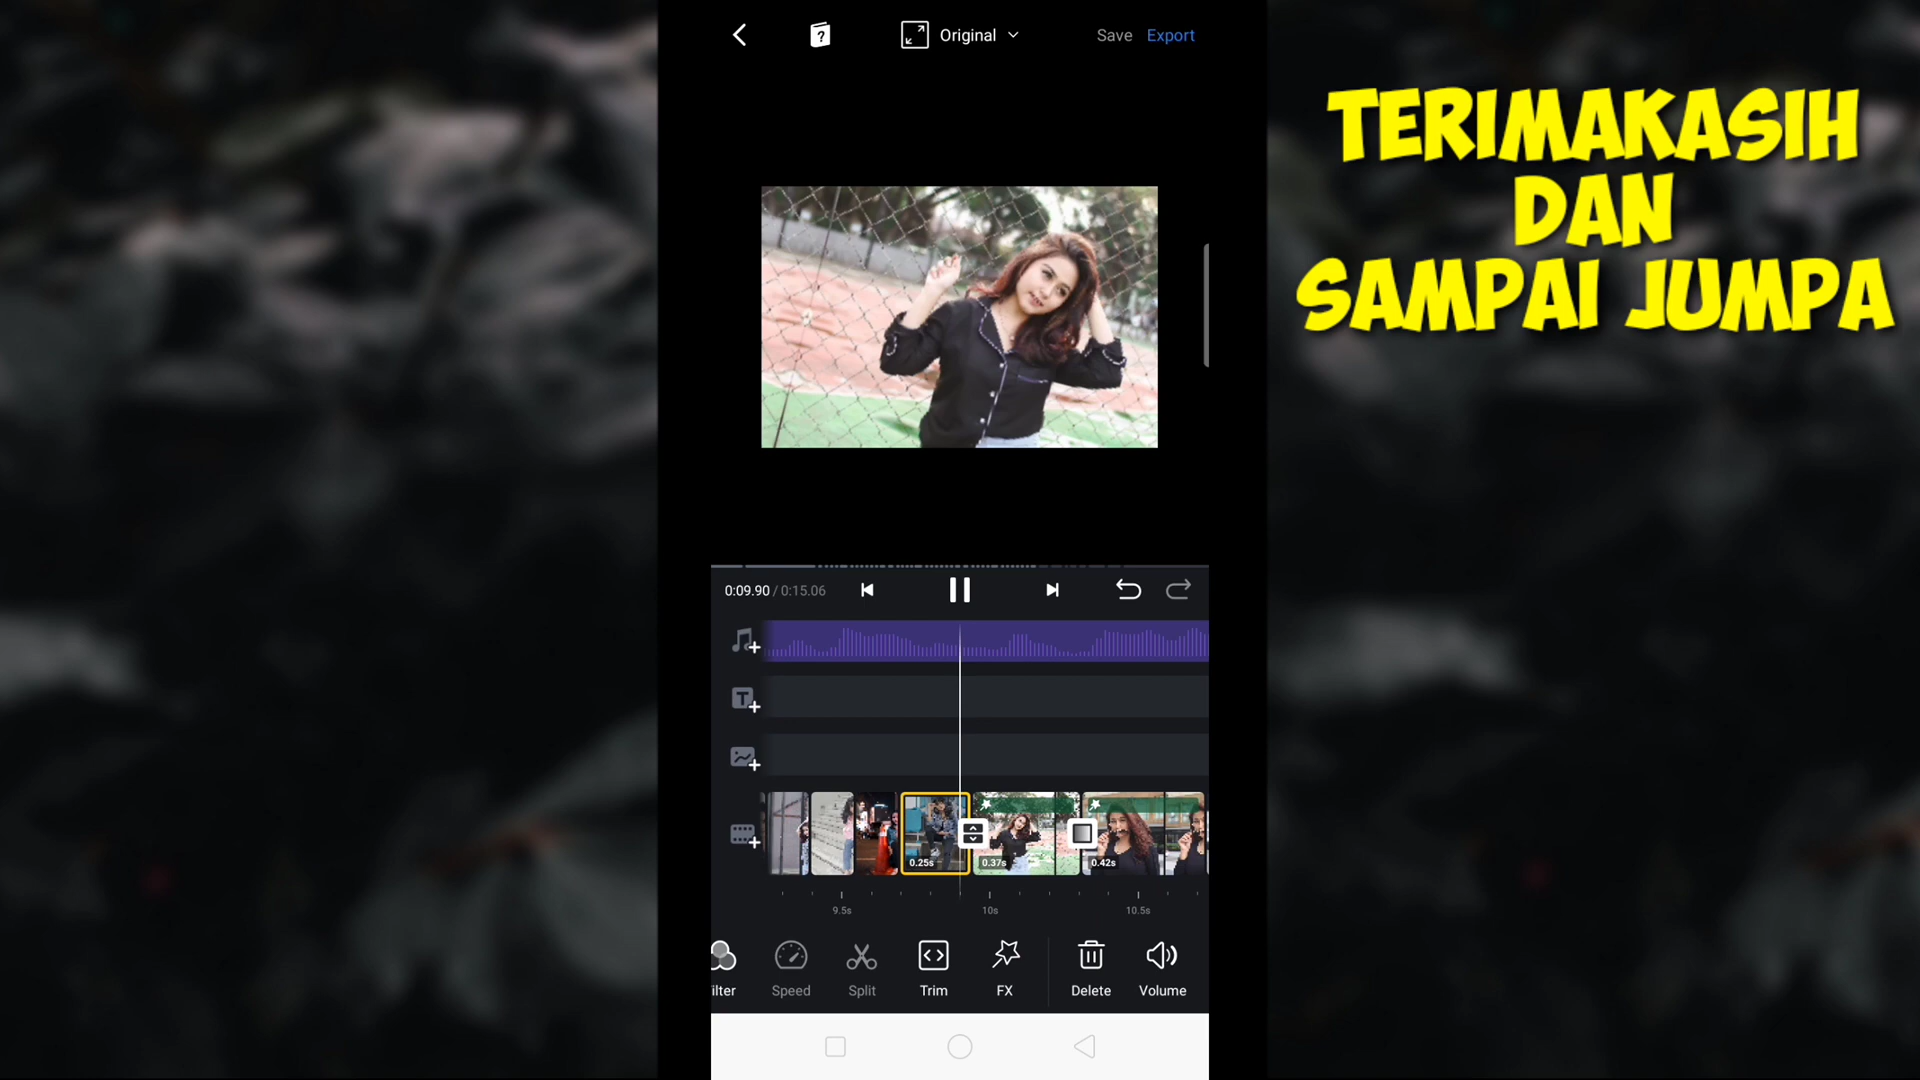 Original
Save Export
TERIMAKASIH
DAN
SAMPAI JUMPA
0:09.90 / 0:15.06
0.25s
0.37s
0.42s
9.5s
10s
10.5s
ilter
Speed
Split
Trim
FX
Delete
Volume